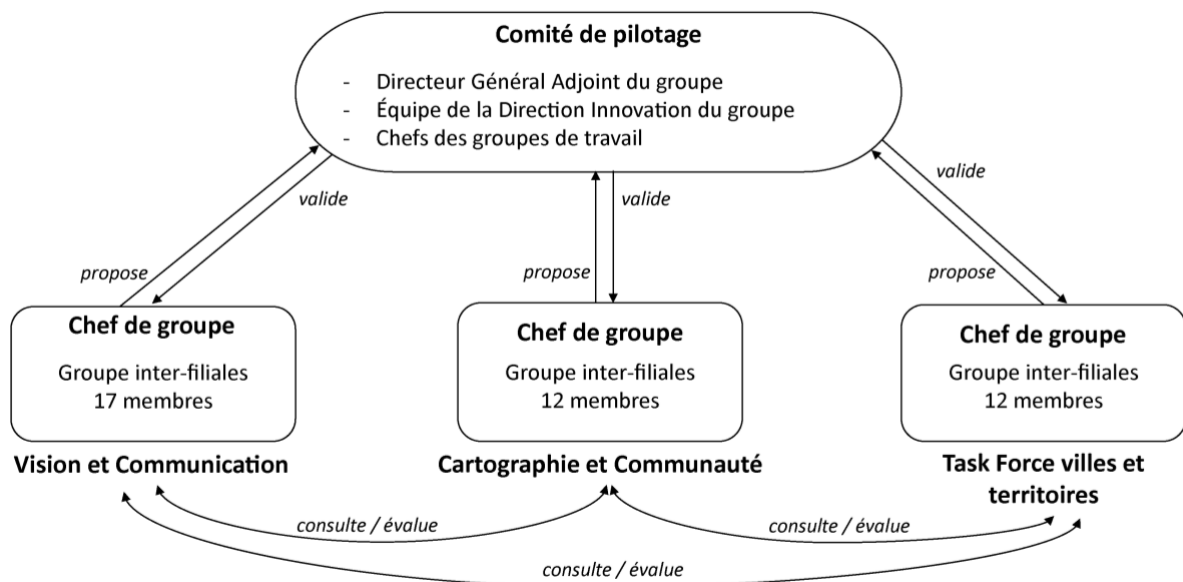 Comité de pilotage
- Directeur Général Adjoint du groupe
- Équipe de la Direction Innovation du groupe
- Chefs des groupes de travail
valide
valide
valide
propose
propose
propose
Chef de groupe
Groupe inter-filiales
17 membres
Chef de groupe
Groupe inter-filiales
12 membres
Chef de groupe
Groupe inter-filiales
12 membres
Vision et Communication
Cartographie et Communauté
Task Force villes et
territoires
consulte / évalue
consulte / évalue
consulte / évalue